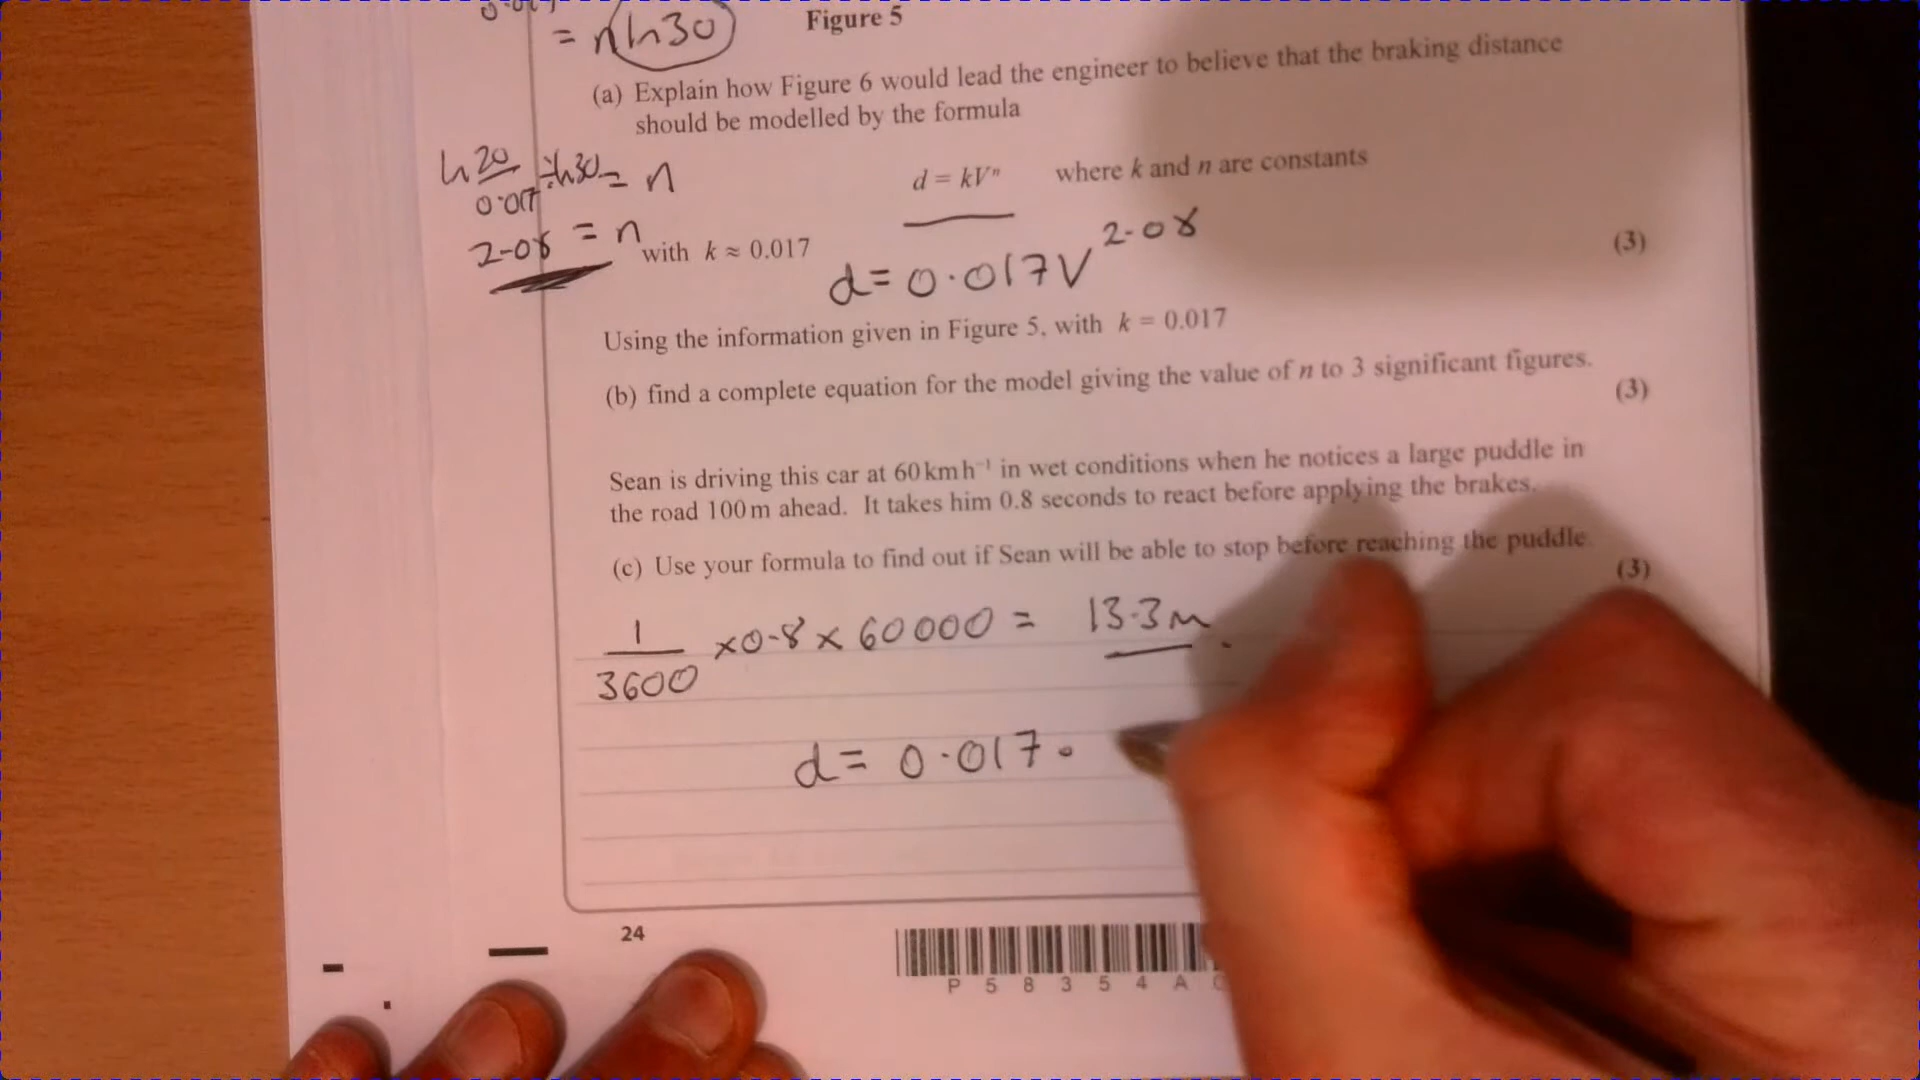 = n ln30
Figure 5
(a) Explain how Figure 6 would lead the engineer to believe that the braking distance
should be modelled by the formula
ln 20/0.017 ÷ ln30 = n
d = kVⁿ where k and n are constants
2.08 = n
with k ≈ 0.017
d = 0.017V^2.08
(3)
Using the information given in Figure 5, with k = 0.017
(b) find a complete equation for the model giving the value of n to 3 significant figures.
(3)
Sean is driving this car at 60 km h⁻¹ in wet conditions when he notices a large puddle in
the road 100 m ahead. It takes him 0.8 seconds to react before applying the brakes.
(c) Use your formula to find out if Sean will be able to stop before reaching the puddle.
(3)
1/3600 × 0.8 × 60000 = 13.3m
d = 0.017 •
24
P 5 8 3 5 4 A